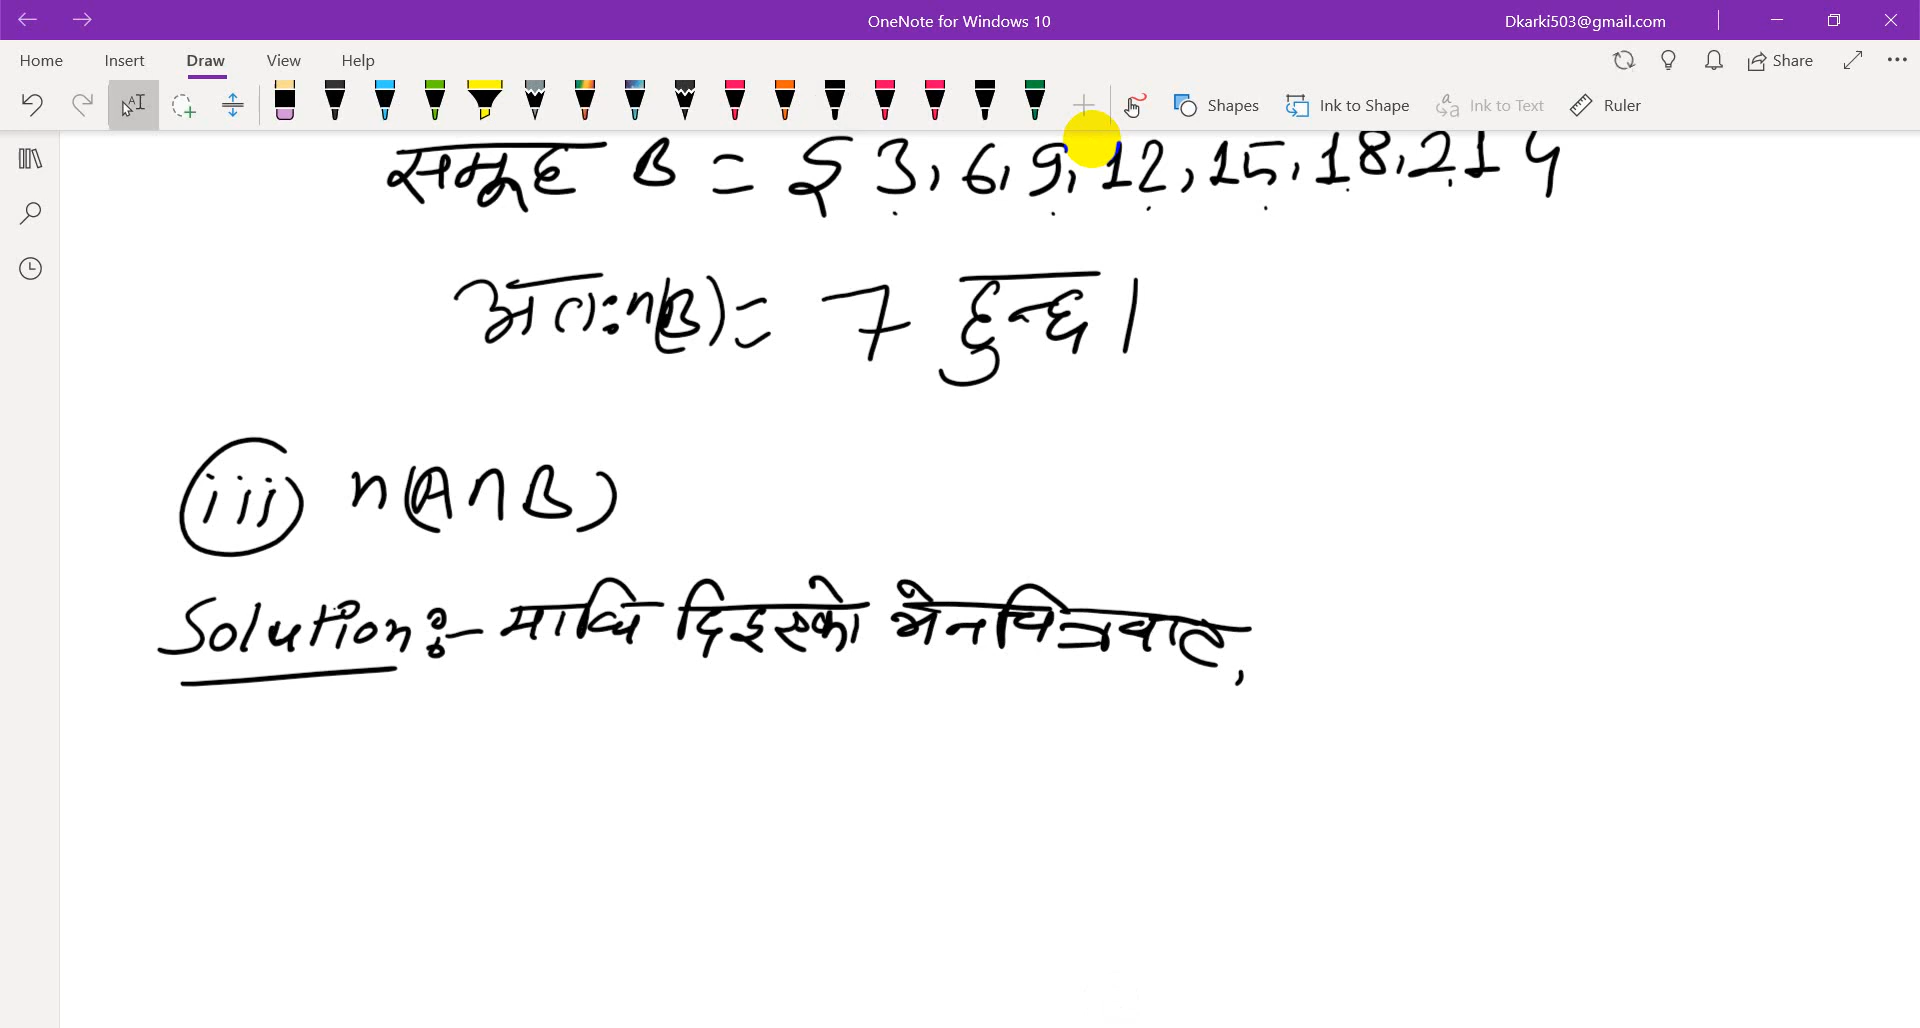 OneNote for Windows 10 Dkarki503@gmail.com
Home Insert Draw View Help Share
Shapes Ink to Shape Ink to Text Ruler
समूह B = { 3, 6, 9, 12, 15, 18, 21 }
अतः n(B) = 7 हुन्छ ।
iii) n(A∩B)
Solution :- माथि दिइएको भेनचित्रबाट,